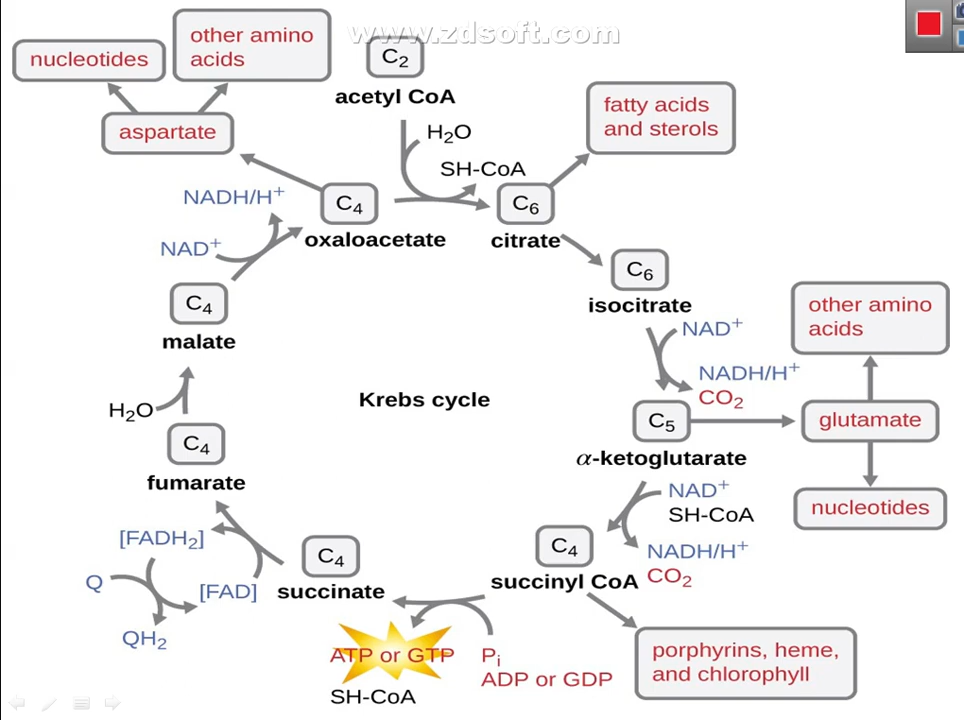 www.zdsoft.com
nucleotides
other amino
acids
aspartate
C₂
acetyl CoA
H₂O
SH-CoA
fatty acids
and sterols
NADH/H⁺
NAD⁺
C₄
oxaloacetate
C₆
citrate
C₆
isocitrate
NAD⁺
NADH/H⁺
CO₂
other amino
acids
glutamate
nucleotides
C₅
α-ketoglutarate
NAD⁺
SH-CoA
NADH/H⁺
CO₂
C₄
succinyl CoA
porphyrins, heme,
and chlorophyll
Pᵢ
ADP or GDP
ATP or GTP
SH-CoA
C₄
succinate
[FADH₂]
[FAD]
Q
QH₂
C₄
fumarate
H₂O
C₄
malate
Krebs cycle